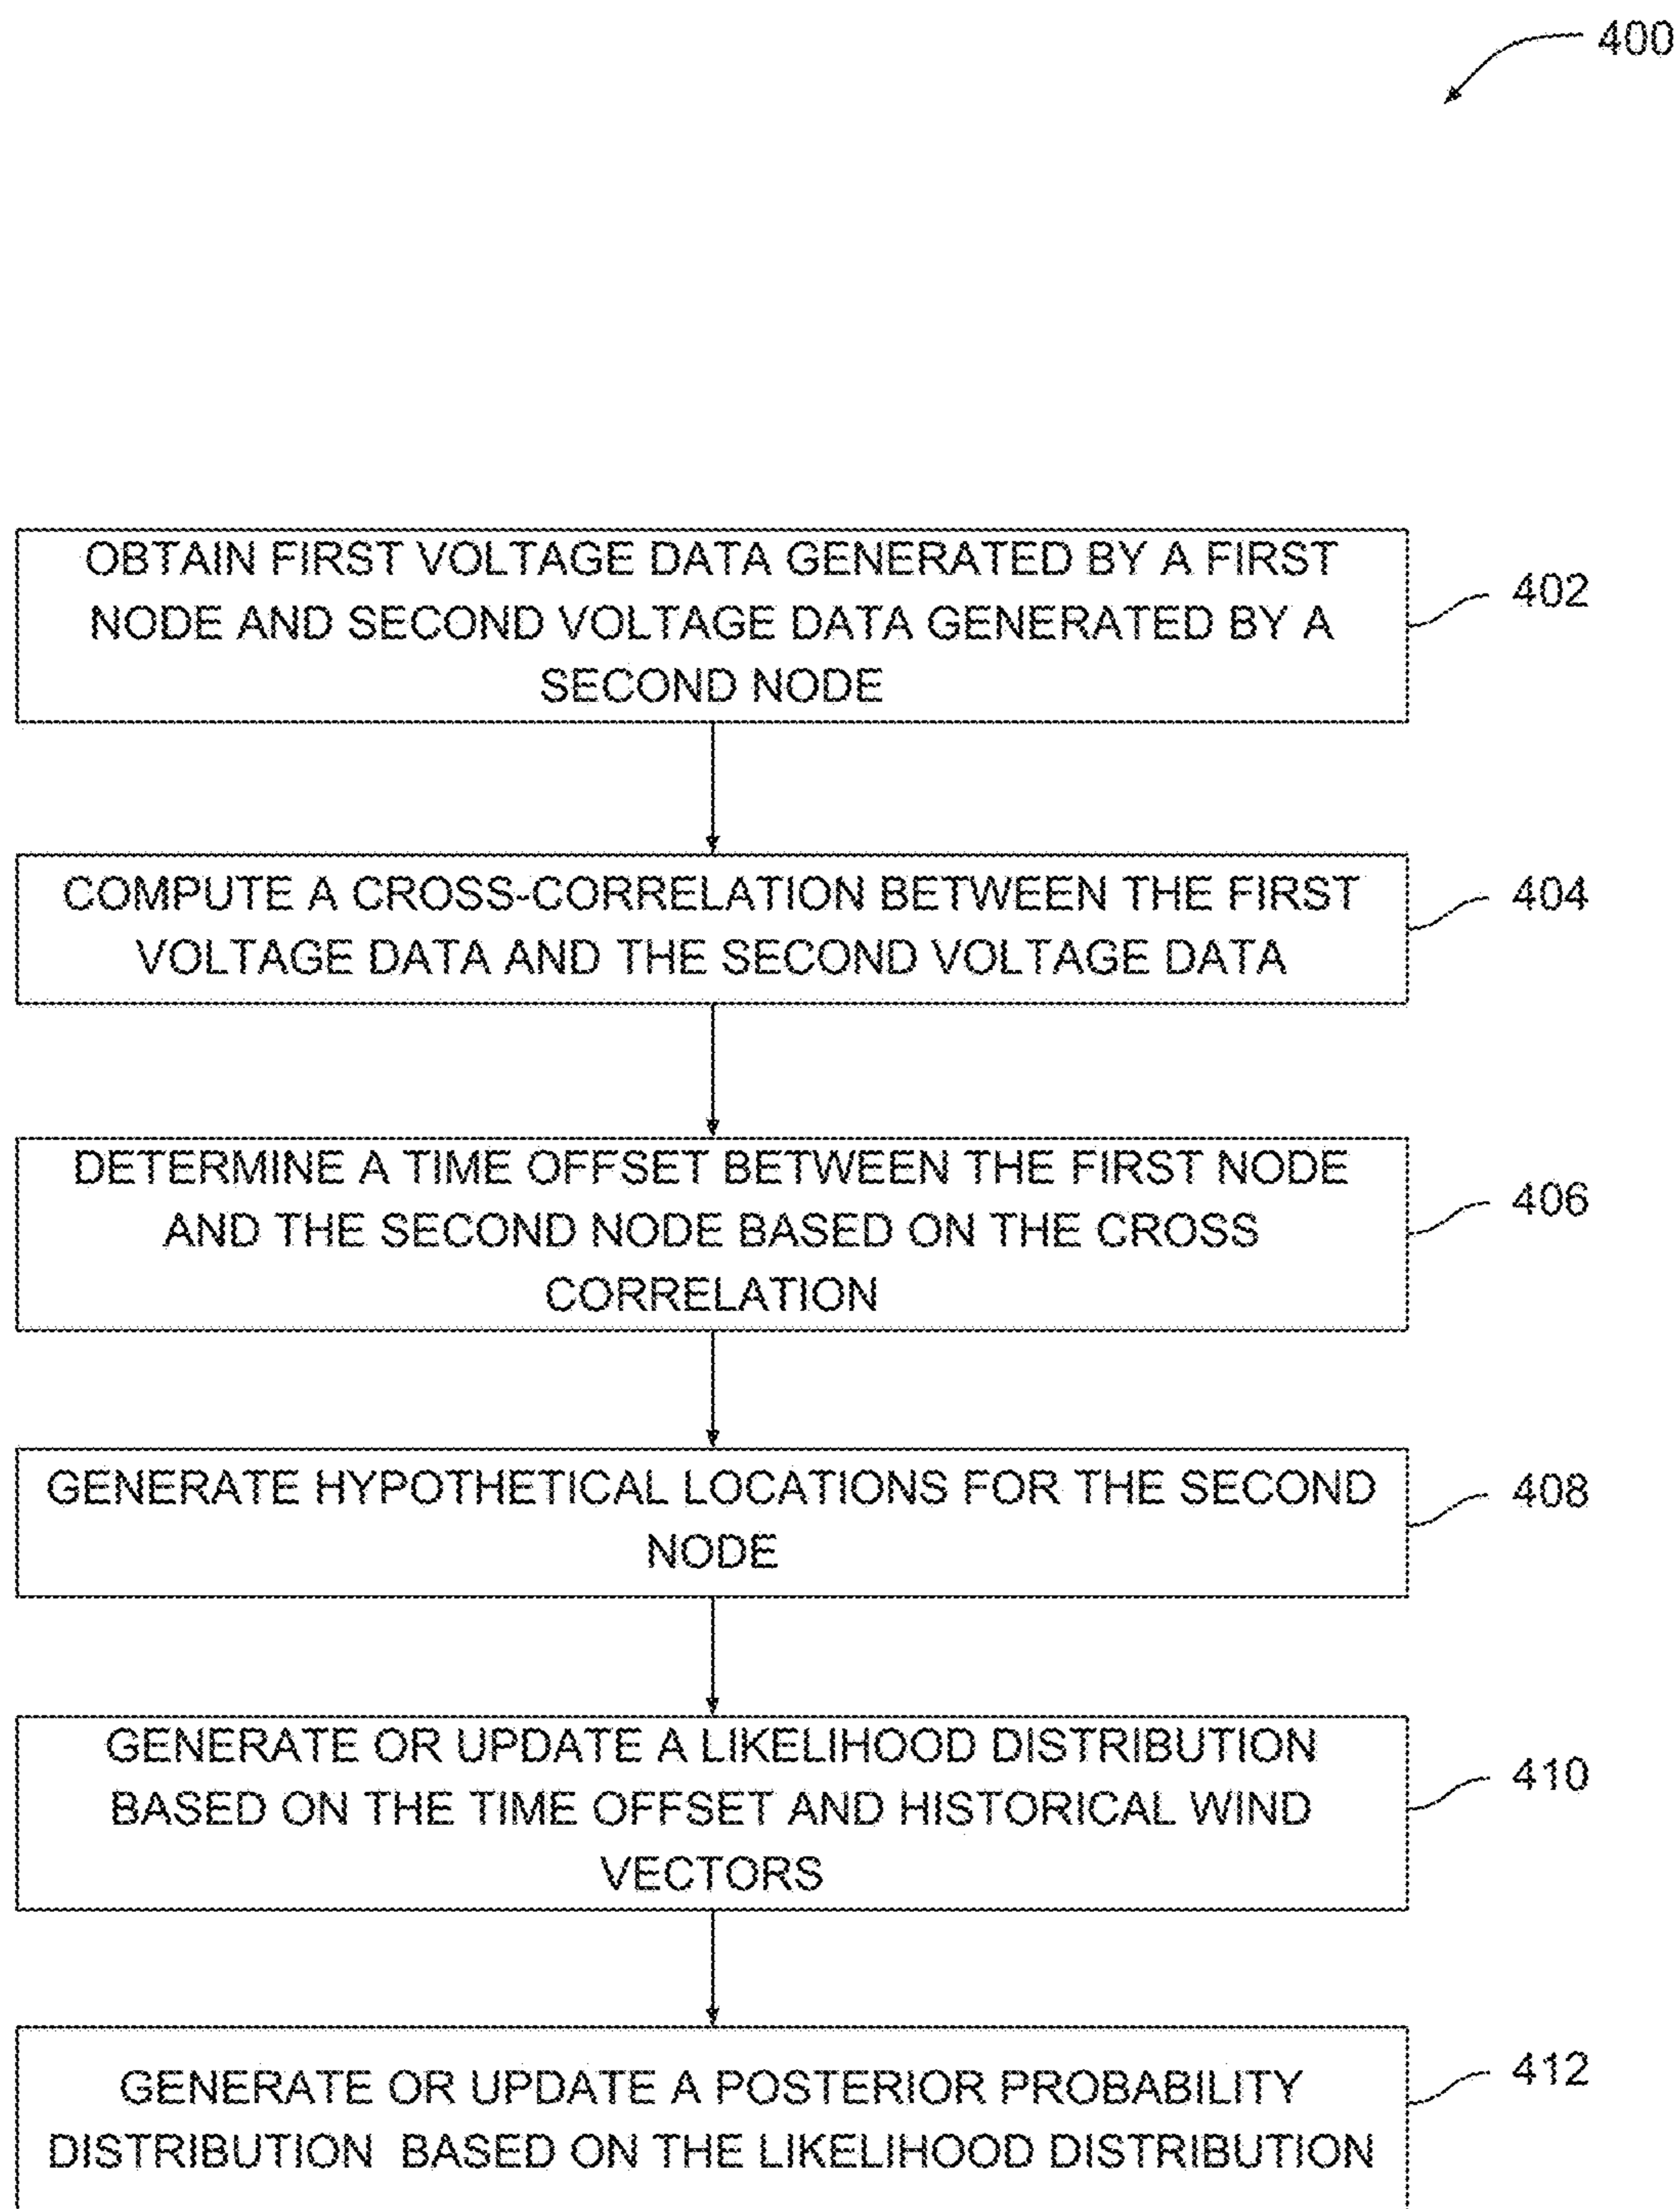 400
OBTAIN FIRST VOLTAGE DATA GENERATED BY A FIRST
NODE AND SECOND VOLTAGE DATA GENERATED BY A
SECOND NODE
402
COMPUTE A CROSS-CORRELATION BETWEEN THE FIRST
VOLTAGE DATA AND THE SECOND VOLTAGE DATA
404
DETERMINE A TIME OFFSET BETWEEN THE FIRST NODE
AND THE SECOND NODE BASED ON THE CROSS
CORRELATION
406
GENERATE HYPOTHETICAL LOCATIONS FOR THE SECOND
NODE
408
GENERATE OR UPDATE A LIKELIHOOD DISTRIBUTION
BASED ON THE TIME OFFSET AND HISTORICAL WIND
VECTORS
410
GENERATE OR UPDATE A POSTERIOR PROBABILITY
DISTRIBUTION BASED ON THE LIKELIHOOD DISTRIBUTION
412